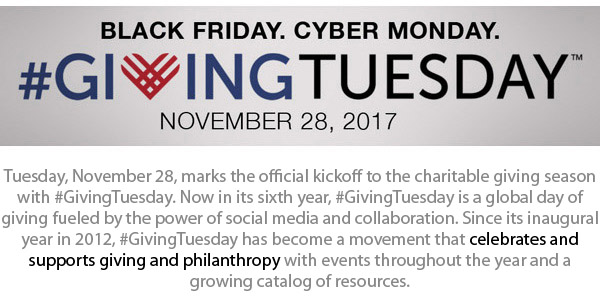 BLACK FRIDAY. CYBER MONDAY.
#GIVINGTUESDAY™
NOVEMBER 28, 2017
Tuesday, November 28, marks the official kickoff to the charitable giving season
with #GivingTuesday. Now in its sixth year, #GivingTuesday is a global day of
giving fueled by the power of social media and collaboration. Since its inaugural
year in 2012, #GivingTuesday has become a movement that celebrates and
supports giving and philanthropy with events throughout the year and a
growing catalog of resources.